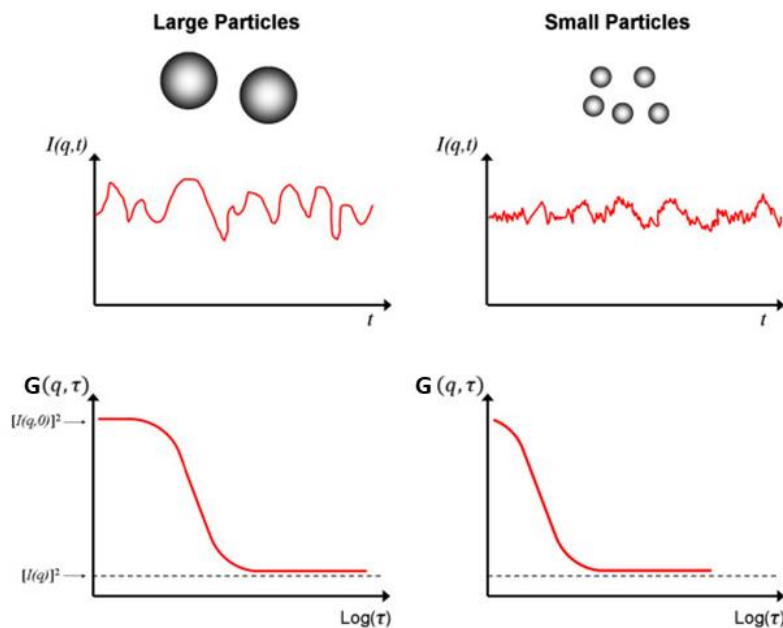 Large Particles
Small Particles
I(q,t)
I(q,t)
t
t
G(q, τ)
G (q, τ)
[I(q,0)]²
[I(q)]²
Log(τ)
Log(τ)